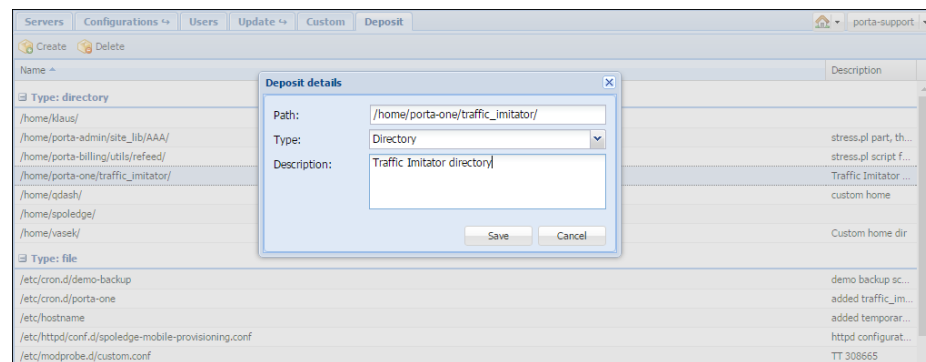 Servers Configurations ↪ Users Update ↪ Custom Deposit porta-support
Create Delete
Name Description
Type: directory
/home/klaus/
/home/porta-admin/site_lib/AAA/ stress.pl part, th...
/home/porta-billing/utils/refeed/ stress.pl script f...
/home/porta-one/traffic_imitator/ Traffic Imitator ...
/home/qdash/ custom home
/home/spoledge/
/home/vasek/ Custom home dir
Type: file
/etc/cron.d/demo-backup demo backup sc...
/etc/cron.d/porta-one added traffic_im...
/etc/hostname added temporar...
/etc/httpd/conf.d/spoledge-mobile-provisioning.conf httpd configurat...
/etc/modprobe.d/custom.conf TT 308665
Deposit details
Path: /home/porta-one/traffic_imitator/
Type: Directory
Description: Traffic Imitator directory
Save Cancel